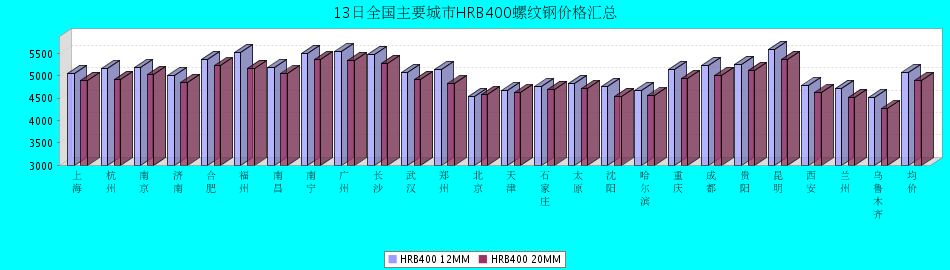 13日全国主要城市HRB400螺纹钢价格汇总
5500
5000
4500
4000
3500
3000
上海 杭州 南京 济南 合肥 福州 南昌 南宁 广州 长沙 武汉 郑州 北京 天津 石家庄 太原 沈阳 哈尔滨 重庆 成都 贵阳 昆明 西安 兰州 乌鲁木齐 均价
HRB400 12MM HRB400 20MM